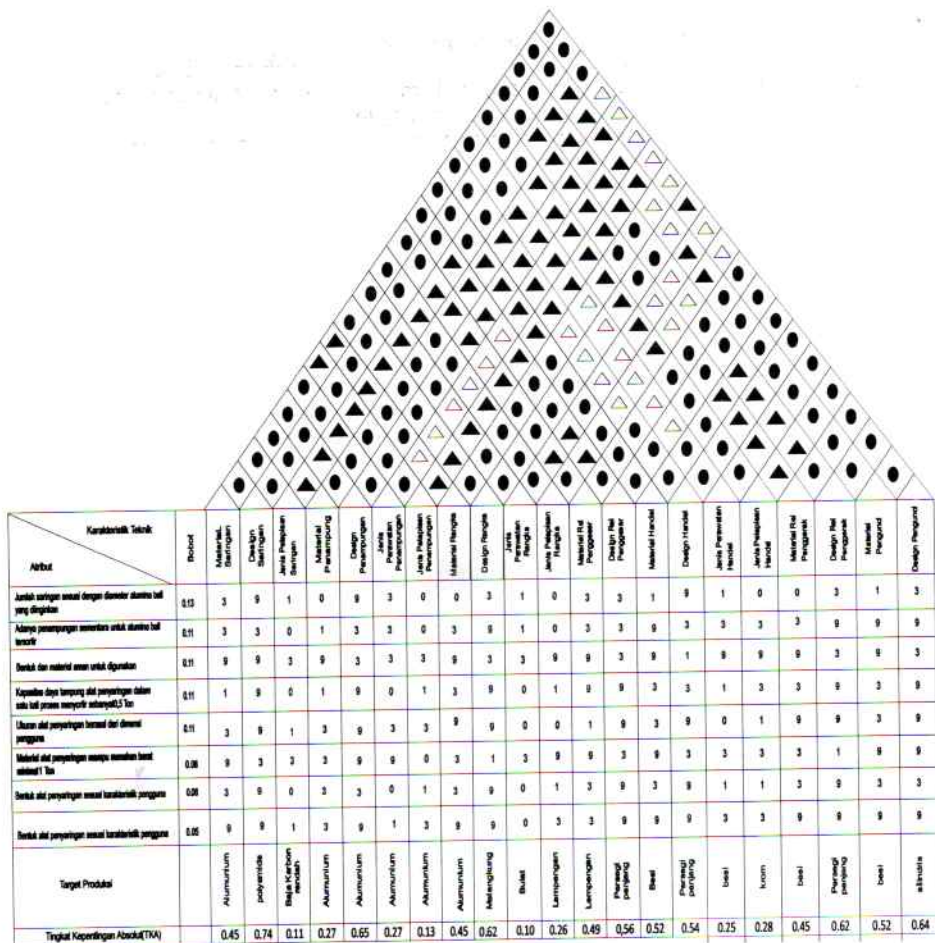 Karakteristik Teknik
Atribut
Bobot
Material Saringan
Design Saringan
Jenis Pelapisan Saringan
Material Penampung
Design Penampungan
Jenis Perawatan Penampungan
Jenis Pelapisan Penampungan
Material Rangka
Design Rangka
Jenis Perawatan Rangka
Jenis Pelapisan Rangka
Material Rel Penggeser
Design Rel Penggeser
Material Handel
Design Handel
Jenis Perawatan Handel
Jenis Pelapisan Handel
Material Rel Penggerak
Design Rel Penggerak
Material Pengund
Design Pengund
Jumlah saringan sesuai dengan diameter alumina ball yang diinginkan 0.13 3 9 1 0 9 3 0 0 3 1 0 3 3 1 9 1 0 0 3 1 3
Adanya penampungan sementara untuk alumina ball tersortir 0.11 3 3 0 1 3 3 0 3 9 1 0 3 3 9 3 3 3 3 9 9 9
Bentuk dan material aman untuk digunakan 0.11 9 9 3 9 3 3 3 9 3 3 9 9 3 9 1 9 9 9 3 9 3
Kapasitas daya tampung alat penyaringan dalam satu kali proses menyortir sebanyak0,5 Ton 0.11 1 9 0 1 9 0 1 3 9 0 1 9 9 3 3 1 3 3 9 3 9
Ukuran alat penyaringan berasal dari dimensi pengguna 0.11 3 9 1 3 9 3 3 9 9 0 0 1 9 3 9 0 1 9 9 3 9
Material alat penyaringan mampu menahan berat minimal 1 Ton 0.08 9 3 3 3 9 9 0 3 1 3 9 9 3 9 3 3 3 3 1 9 9
Bentuk alat penyaringan sesuai karakteristik pengguna 0.08 3 9 0 3 3 0 1 3 9 0 1 3 9 3 9 1 1 3 9 3 3
Bentuk alat penyaringan sesuai karakteristik pengguna 0.05 9 9 1 3 9 1 3 9 9 0 3 3 9 9 9 3 3 9 9 9 9
Target Produksi
Alumunium
polyamida
Baja Karbon rendah
Alumunium
Alumunium
Alumunium
Alumunium
Alumunium
Melengkung
Bulat
Lempengan
Lempengan
Persegi panjang
Besi
Persegi panjang
besi
krom
besi
Persegi panjang
besi
silindris
Tingkat Kepentingan Absolut(TKA) 0.45 0.74 0.11 0.27 0.65 0.27 0.13 0.45 0.62 0.10 0.26 0.49 0,56 0.52 0.54 0.25 0.28 0.45 0.62 0.52 0.64